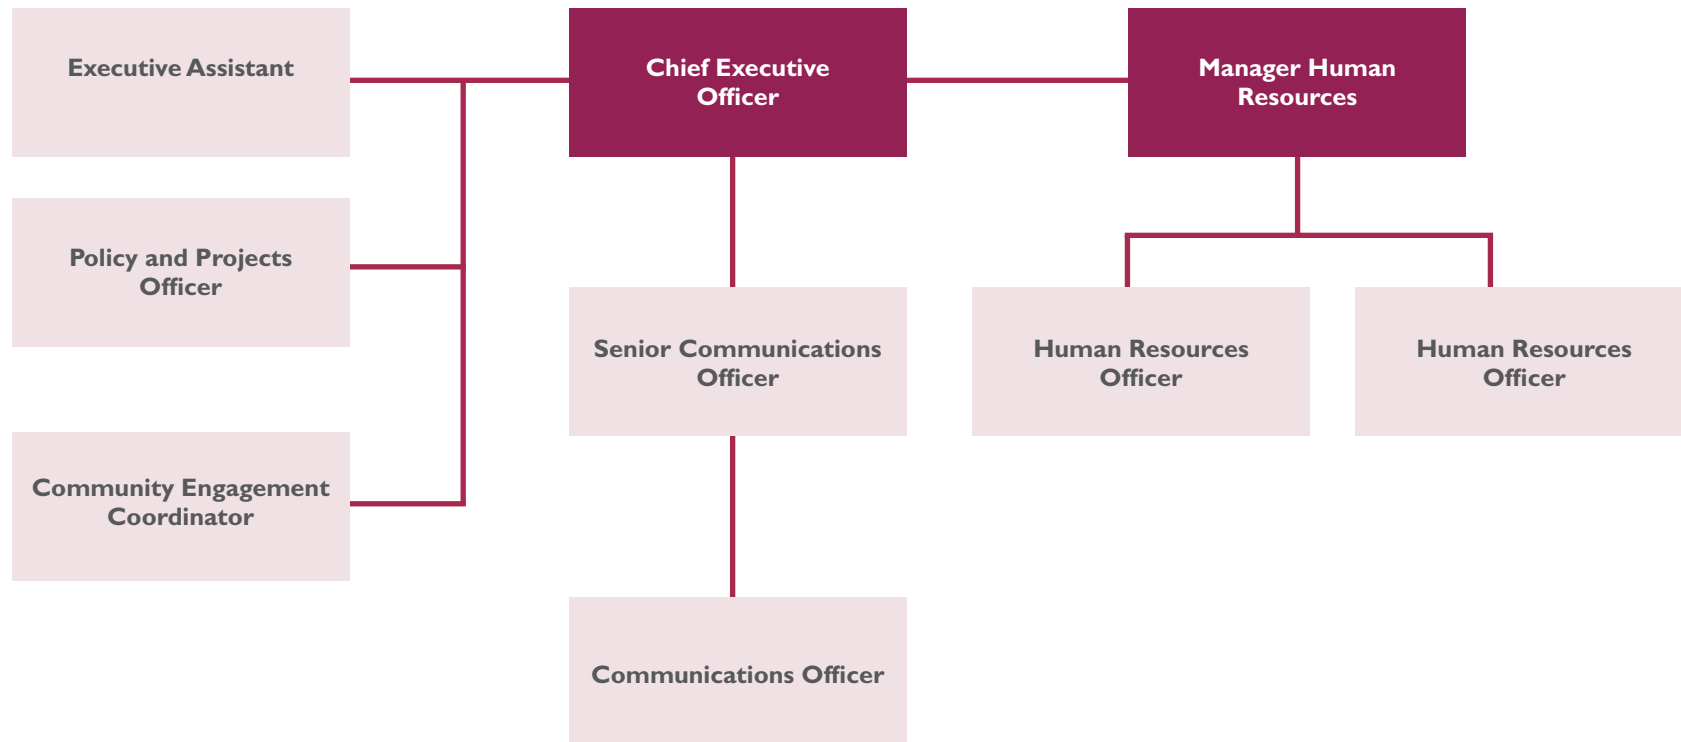 Executive Assistant
Chief Executive
Officer
Manager Human
Resources
Policy and Projects
Officer
Senior Communications
Officer
Human Resources
Officer
Human Resources
Officer
Community Engagement
Coordinator
Communications Officer